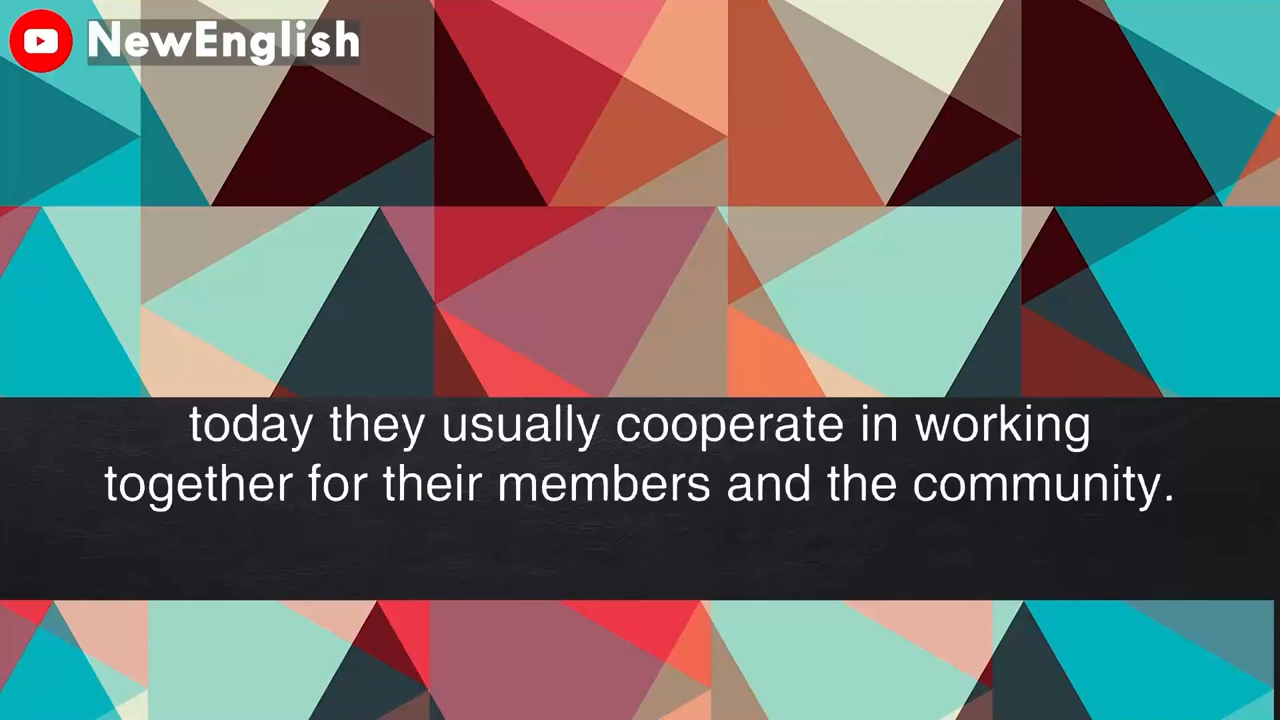 NewEnglish
today they usually cooperate in working
together for their members and the community.